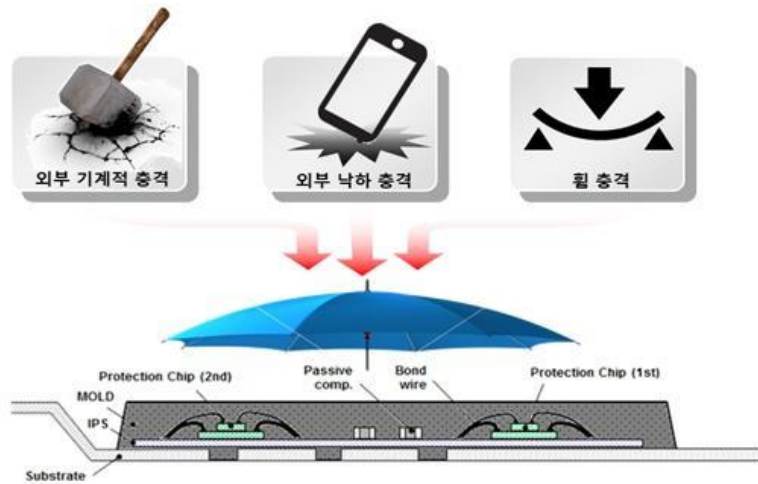 외부 기계적 충격
외부 낙하 충격
휨 충격
Protection Chip (2nd)
Passive
comp.
Bond
wire
Protection Chip (1st)
MOLD
IPS
Substrate